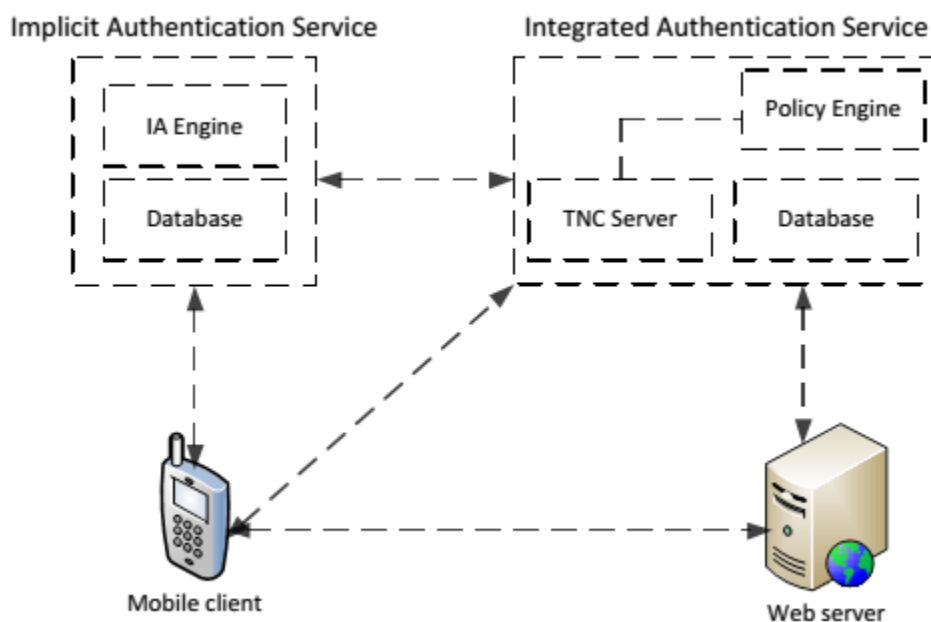 Implicit Authentication Service
Integrated Authentication Service
IA Engine
Database
Policy Engine
TNC Server
Database
Mobile client
Web server